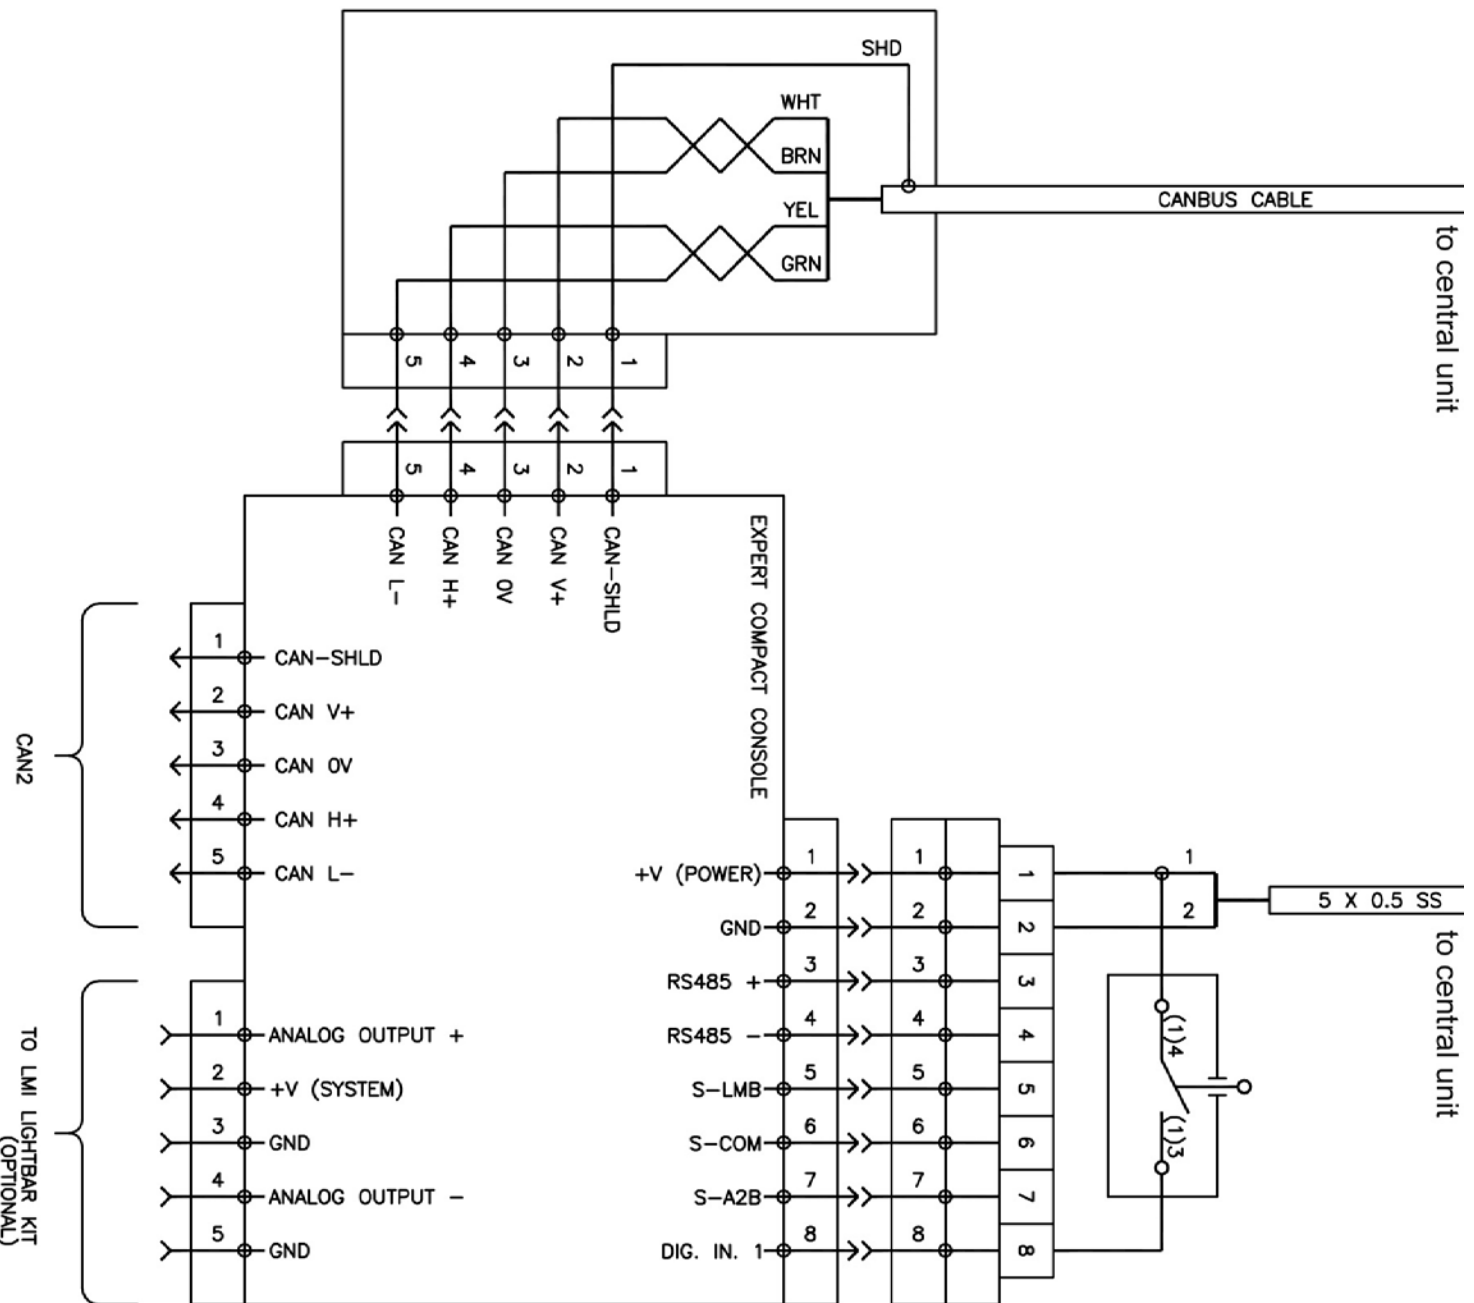 SHD
WHT
BRN
YEL
GRN
CANBUS CABLE
to central unit
5 4 3 2 1
5 4 3 2 1
CAN L-
CAN H+
CAN 0V
CAN V+
CAN-SHLD
EXPERT COMPACT CONSOLE
CAN2
1 CAN-SHLD
2 CAN V+
3 CAN 0V
4 CAN H+
5 CAN L-
TO LMI LIGHTBAR KIT
(OPTIONAL)
1 ANALOG OUTPUT +
2 +V (SYSTEM)
3 GND
4 ANALOG OUTPUT -
5 GND
+V (POWER) 1 1 1 1
GND 2 2 2 2
RS485 + 3 3 3
RS485 - 4 4 4
S-LMB 5 5 5
S-COM 6 6 6
S-A2B 7 7 7
DIG. IN. 1 8 8 8
5 X 0.5 SS
to central unit
(1)4
(1)3